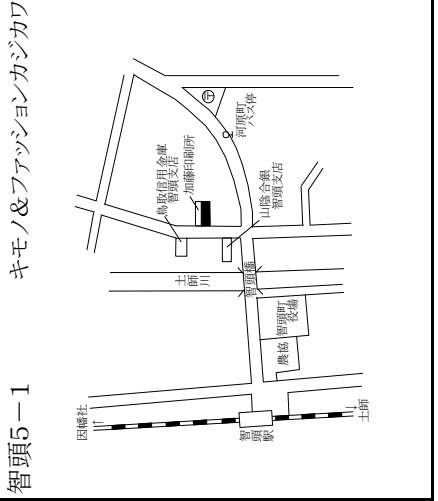 智頭5－1
キモノ&ファッションカジカワ
因幡社
←
智頭駅
土師
→
農協
智頭町
役場
智頭橋
土師川
鳥取信用金庫
智頭支店
加藤印刷所
山陰合銀
智頭支店
河原町
バス停
〒